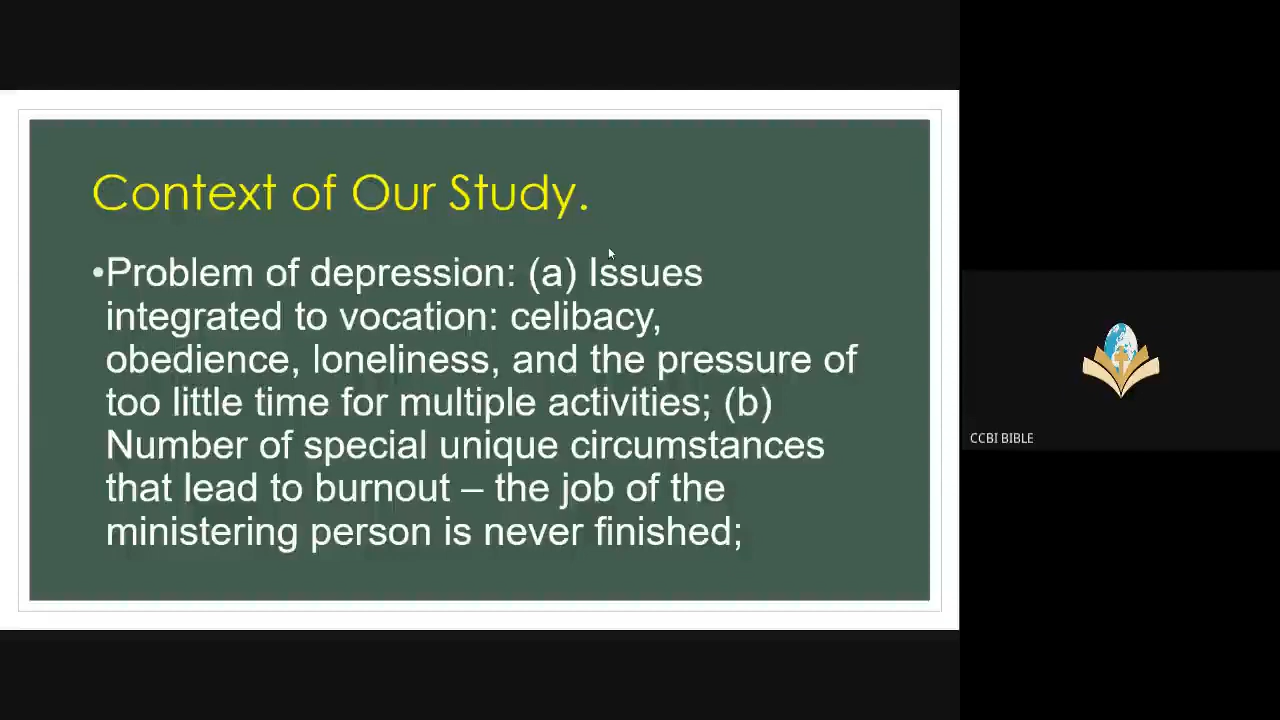 Context of Our Study.
•Problem of depression: (a) Issues
integrated to vocation: celibacy,
obedience, loneliness, and the pressure of
too little time for multiple activities; (b)
Number of special unique circumstances
that lead to burnout – the job of the
ministering person is never finished;
CCBI BIBLE